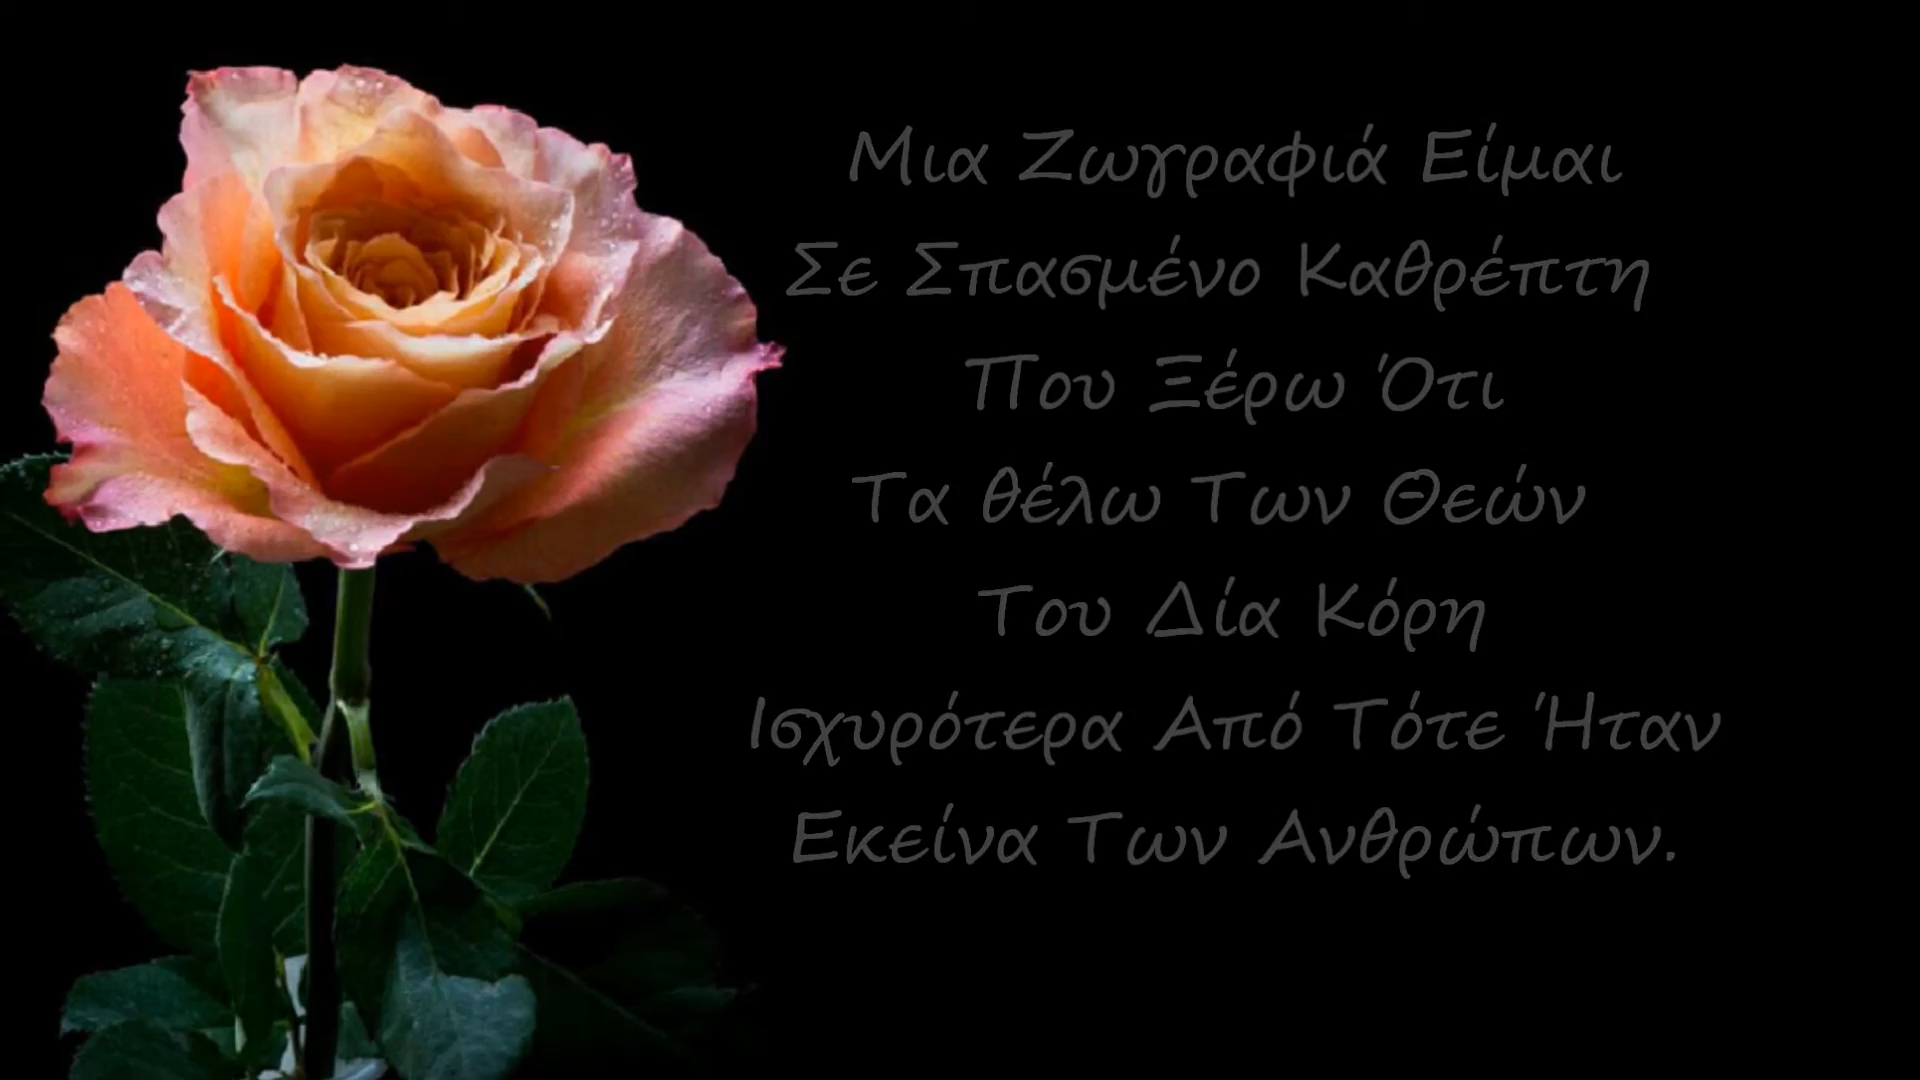 Μια Ζωγραφιά Είμαι
Σε Σπασμένο Καθρέπτη
Που Ξέρω Ότι
Τα θέλω Των Θεών
Του Δία Κόρη
Ισχυρότερα Από Τότε Ήταν
Εκείνα Των Ανθρώπων.